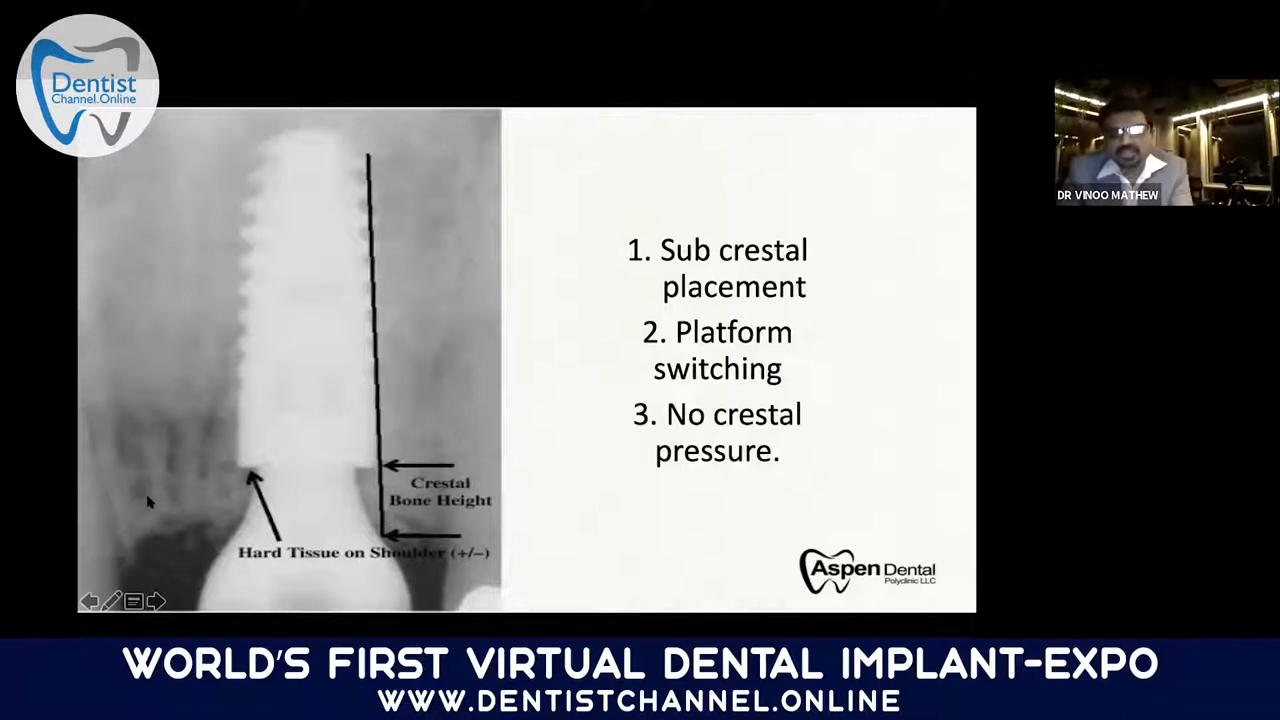 Dentist
Channel.Online
DR VINOO MATHEW
1. Sub crestal
placement
2. Platform
switching
3. No crestal
pressure.
Crestal
Bone Height
Hard Tissue on Shoulder (+/−)
Aspen Dental
Polyclinic LLC
WORLD'S FIRST VIRTUAL DENTAL IMPLANT-EXPO
WWW.DENTISTCHANNEL.ONLINE